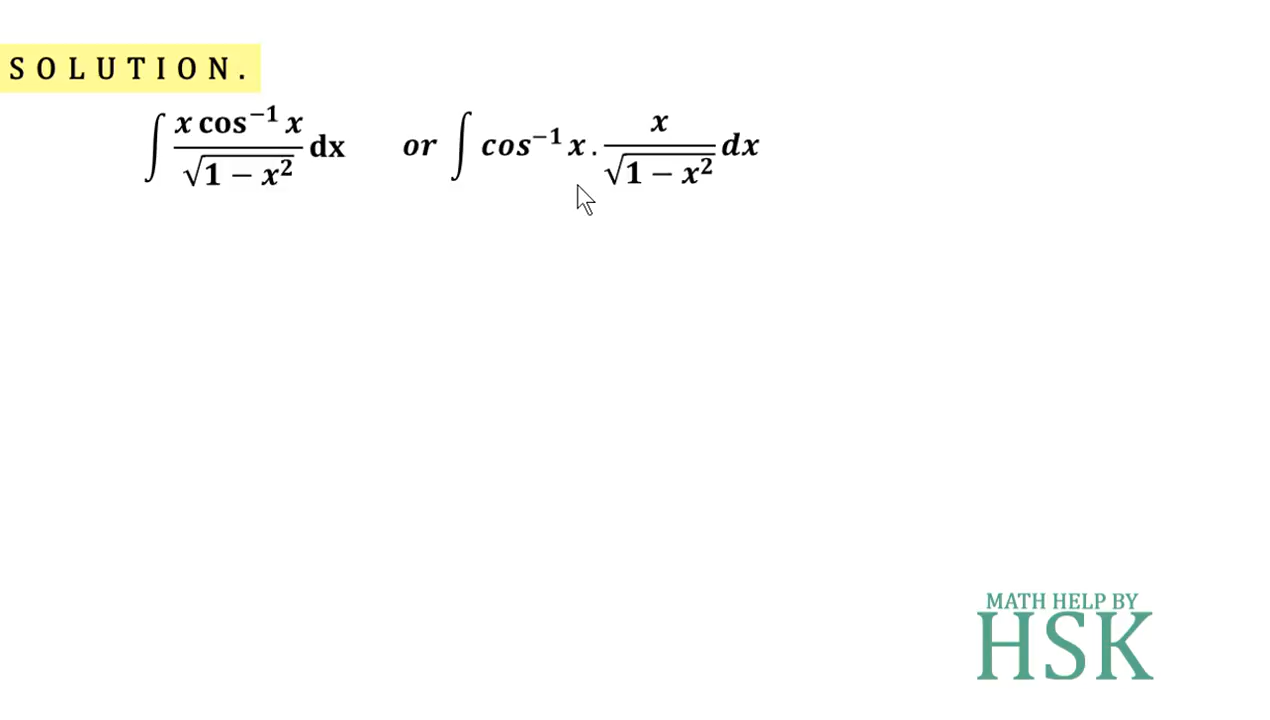 SOLUTION.
∫ x cos⁻¹ x / √(1 − x²) dx or ∫ cos⁻¹ x . x / √(1 − x²) dx
MATH HELP BY
HSK